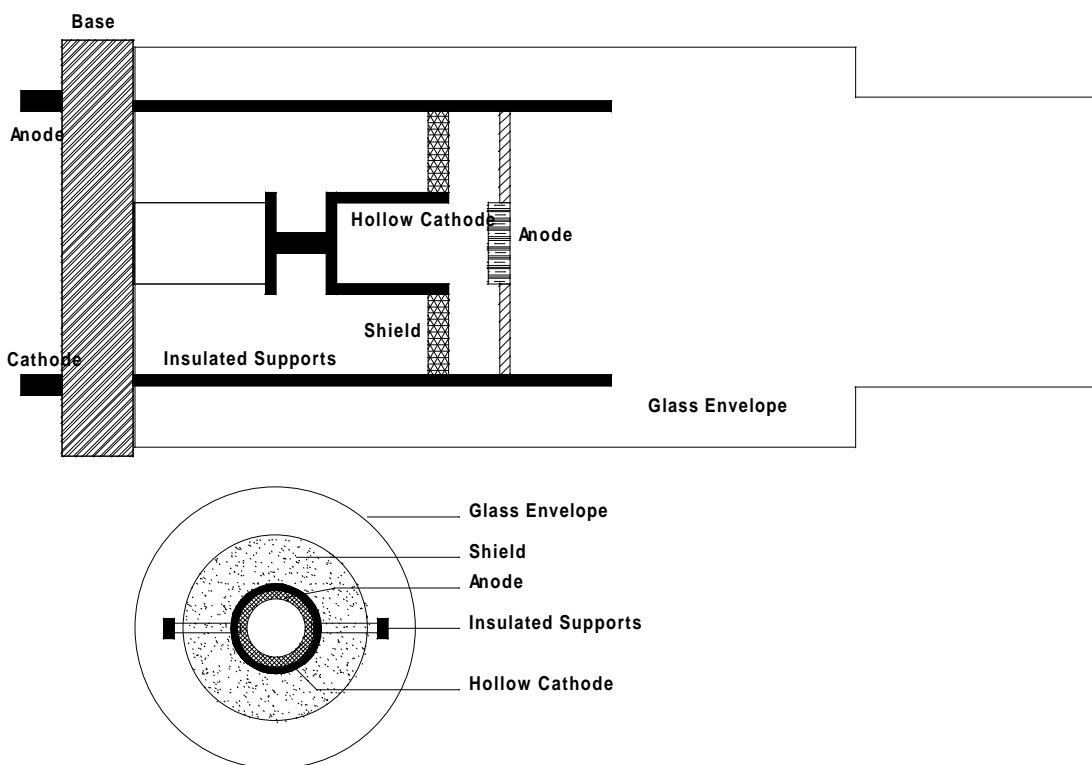 Base
Anode
Hollow Cathode
Anode
Shield
Cathode
Insulated Supports
Glass Envelope
Glass Envelope
Shield
Anode
Insulated Supports
Hollow Cathode